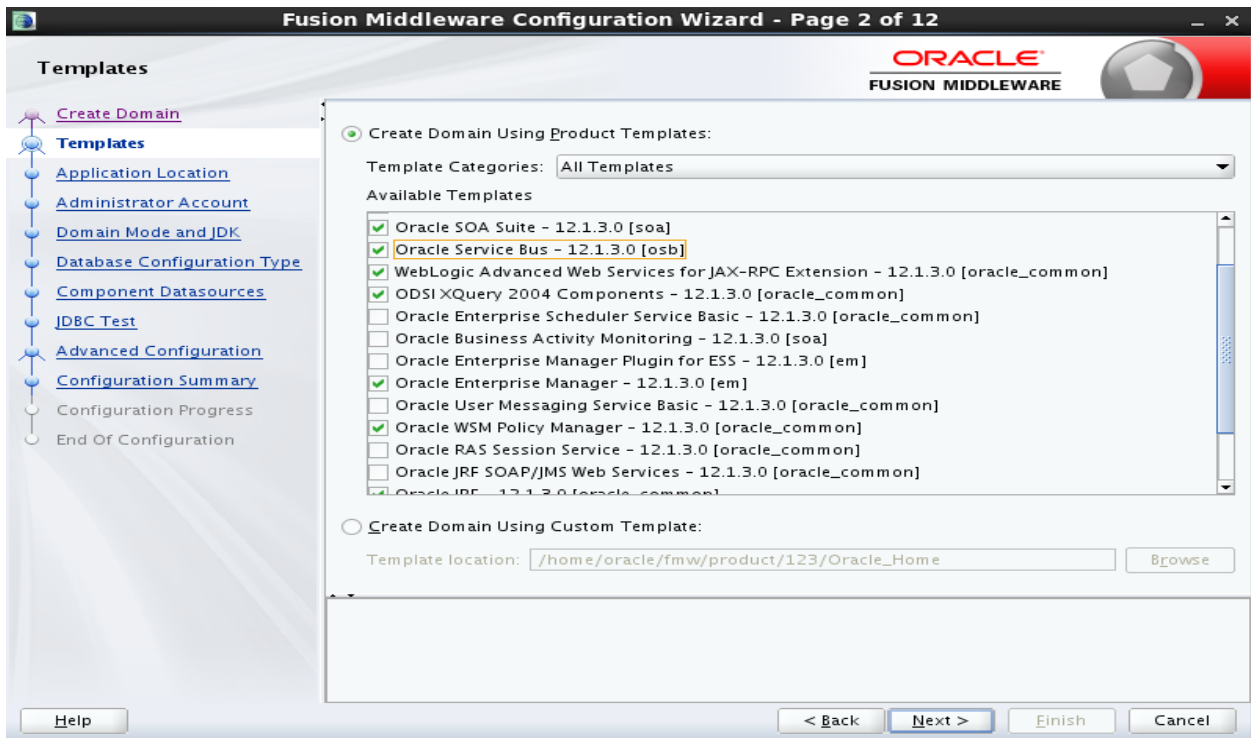 Fusion Middleware Configuration Wizard - Page 2 of 12
Templates
ORACLE
FUSION MIDDLEWARE
Create Domain
Templates
Application Location
Administrator Account
Domain Mode and JDK
Database Configuration Type
Component Datasources
JDBC Test
Advanced Configuration
Configuration Summary
Configuration Progress
End Of Configuration
Create Domain Using Product Templates:
Template Categories: All Templates
Available Templates
Oracle SOA Suite - 12.1.3.0 [soa]
Oracle Service Bus - 12.1.3.0 [osb]
WebLogic Advanced Web Services for JAX-RPC Extension - 12.1.3.0 [oracle_common]
ODSI XQuery 2004 Components - 12.1.3.0 [oracle_common]
Oracle Enterprise Scheduler Service Basic - 12.1.3.0 [oracle_common]
Oracle Business Activity Monitoring - 12.1.3.0 [soa]
Oracle Enterprise Manager Plugin for ESS - 12.1.3.0 [em]
Oracle Enterprise Manager - 12.1.3.0 [em]
Oracle User Messaging Service Basic - 12.1.3.0 [oracle_common]
Oracle WSM Policy Manager - 12.1.3.0 [oracle_common]
Oracle RAS Session Service - 12.1.3.0 [oracle_common]
Oracle JRF SOAP/JMS Web Services - 12.1.3.0 [oracle_common]
Oracle JRF - 12.1.3.0 [oracle_common]
Create Domain Using Custom Template:
Template location: /home/oracle/fmw/product/123/Oracle_Home
Browse
Help
< Back
Next >
Finish
Cancel